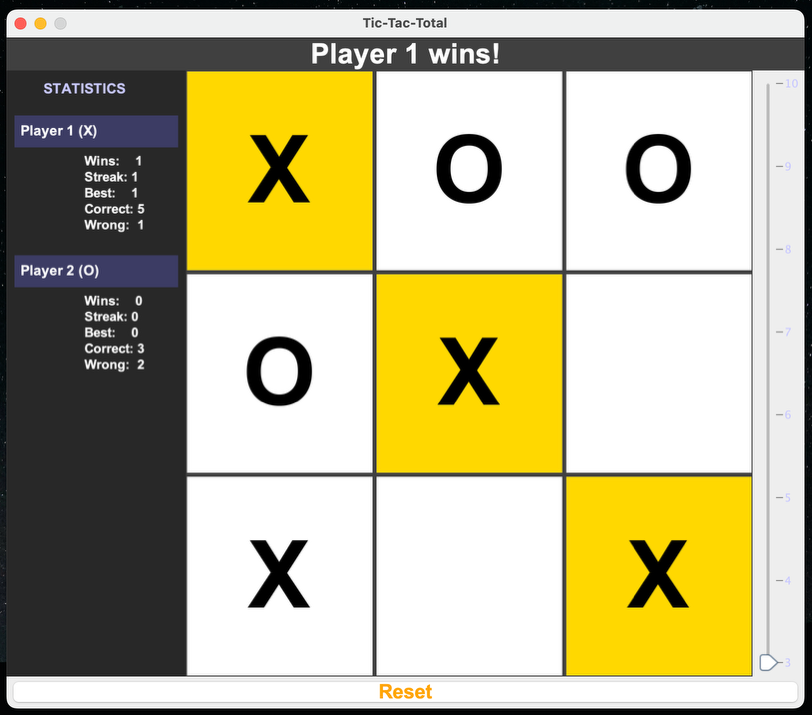 Tic-Tac-Total
Player 1 wins!
STATISTICS
Player 1 (X)
Wins: 1
Streak: 1
Best: 1
Correct: 5
Wrong: 1
Player 2 (O)
Wins: 0
Streak: 0
Best: 0
Correct: 3
Wrong: 2
X O O
O X
X X
10
9
8
7
6
5
4
3
Reset